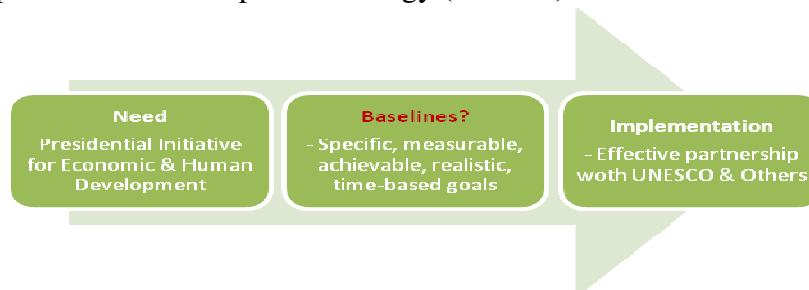 Need
Presidential Initiative
for Economic & Human
Development
Baselines?
- Specific, measurable,
achievable, realistic,
time-based goals
Implementation
- Effective partnership
woth UNESCO & Others